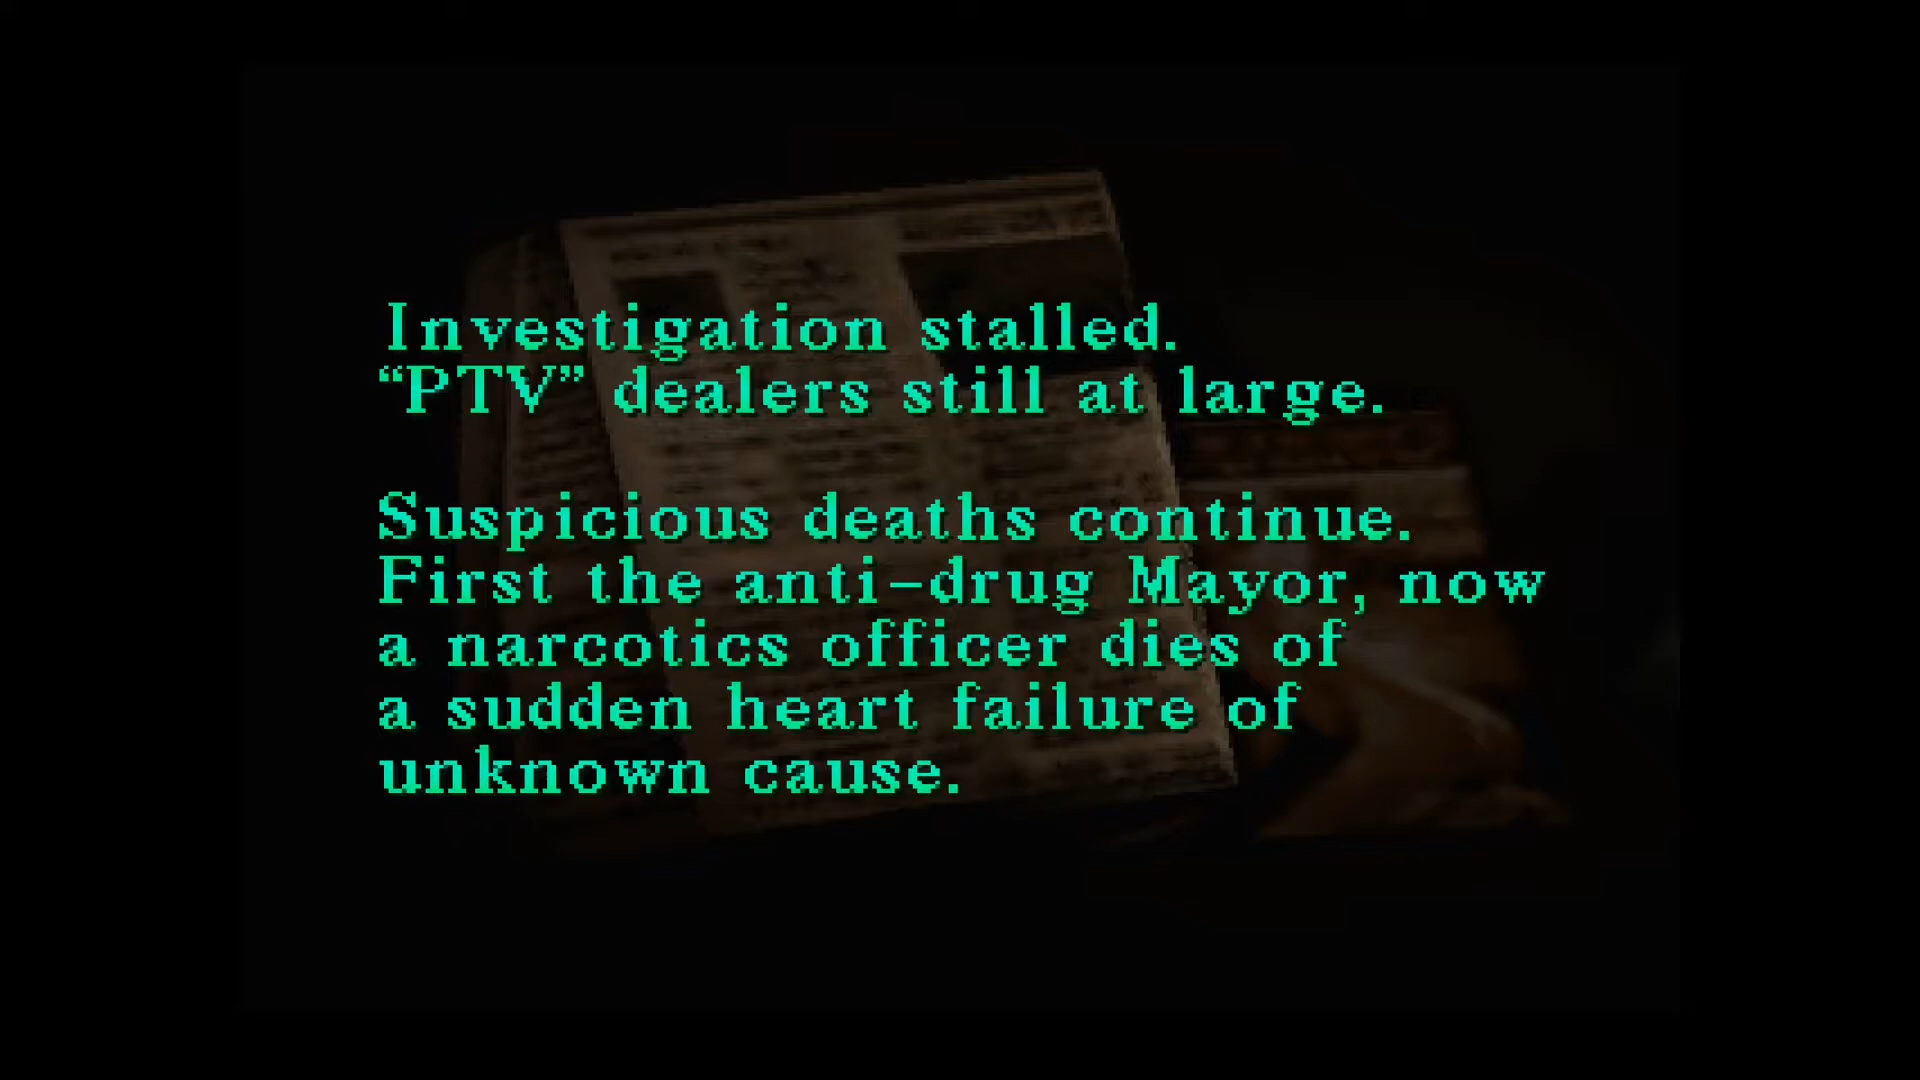 Investigation stalled.
“PTV” dealers still at large.
Suspicious deaths continue.
First the anti-drug Mayor, now
a narcotics officer dies of
a sudden heart failure of
unknown cause.